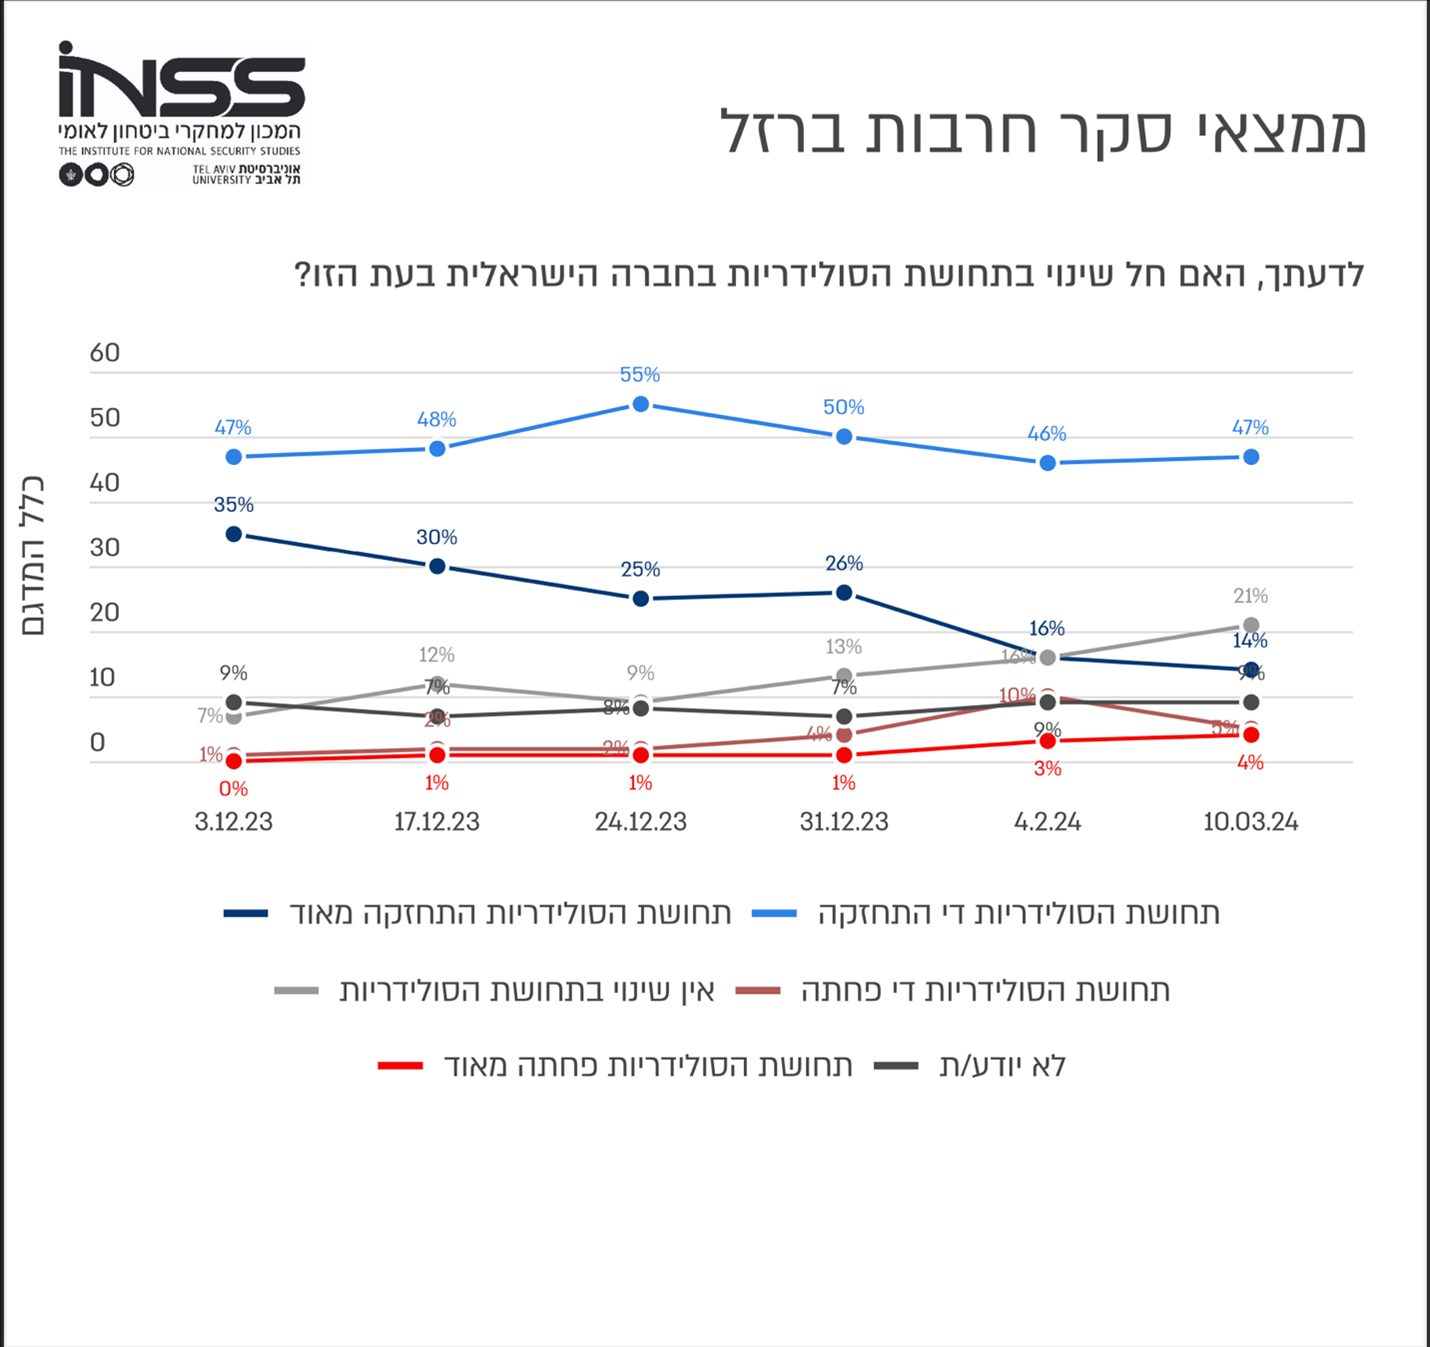 iNSS
המכון למחקרי ביטחון לאומי
THE INSTITUTE FOR NATIONAL SECURITY STUDIES
TEL AVIV אוניברסיטת
UNIVERSITY תל אביב
ממצאי סקר חרבות ברזל
לדעתך, האם חל שינוי בתחושת הסולידריות בחברה הישראלית בעת הזו?
כלל המדגם
60
50
40
30
20
10
0
47% 48% 55% 50% 46% 47%
35% 30% 25% 26% 16% 14%
7% 12% 9% 13% 16% 21%
9% 7% 8% 7% 9% 9%
1% 2% 2% 4% 10% 5%
0% 1% 1% 1% 3% 4%
3.12.23 17.12.23 24.12.23 31.12.23 4.2.24 10.03.24
תחושת הסולידריות די התחזקה תחושת הסולידריות התחזקה מאוד
תחושת הסולידריות די פחתה אין שינוי בתחושת הסולידריות
לא יודע/ת תחושת הסולידריות פחתה מאוד